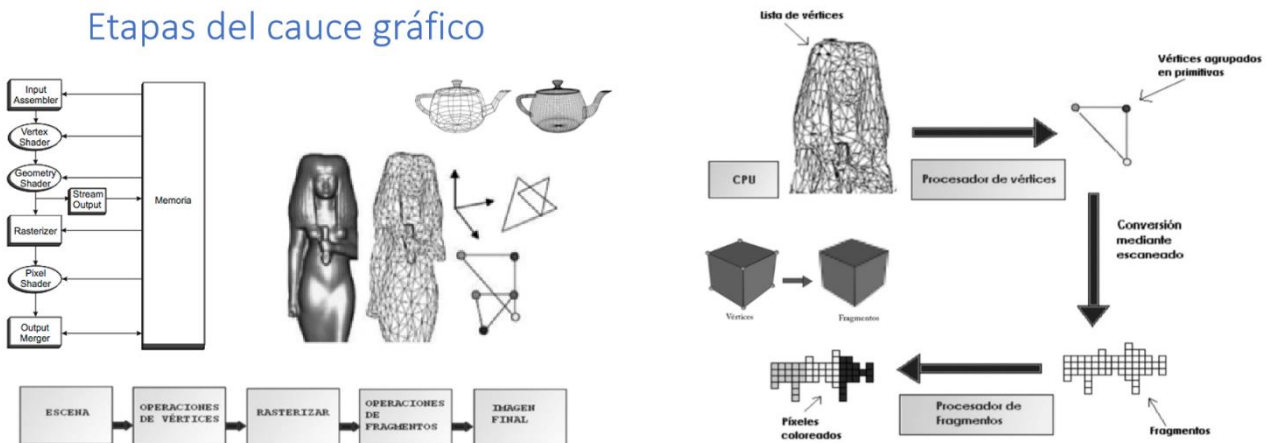 Etapas del cauce gráfico
Input
Assembler
Vertex
Shader
Geometry
Shader
Stream
Output
Rasterizer
Pixel
Shader
Output
Merger
Memoria
ESCENA
OPERACIONES
DE VÉRTICES
RASTERIZAR
OPERACIONES
DE
FRAGMENTOS
IMAGEN
FINAL
Lista de vértices
Vértices agrupados
en primitivas
CPU
Procesador de vértices
Conversión
mediante
escaneado
Vértices
Fragmentos
Píxeles
coloreados
Procesador de
Fragmentos
Fragmentos